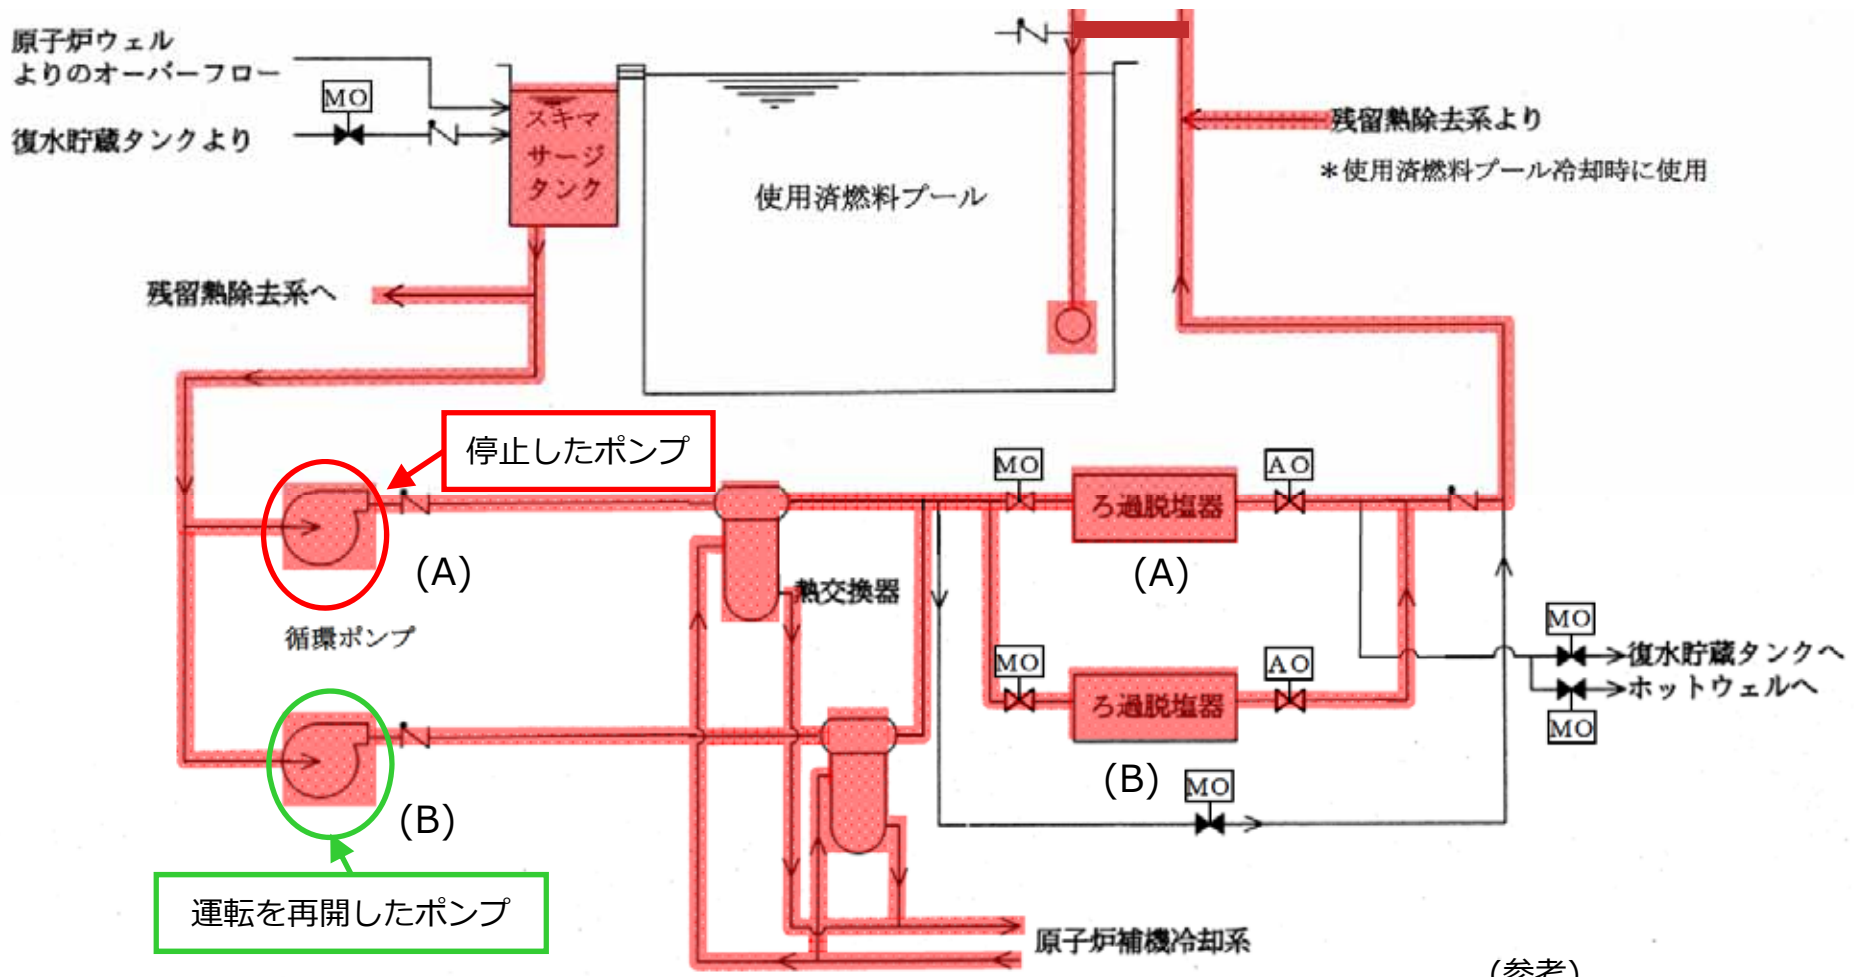 原子炉ウェル
よりのオーバーフロー
MO
復水貯蔵タンクより
スキマ
サージ
タンク
使用済燃料プール
残留熱除去系より
＊使用済燃料プール冷却時に使用
残留熱除去系へ
停止したポンプ
MO
AO
ろ過脱塩器
(A)
(A)
熱交換器
循環ポンプ
MO
復水貯蔵タンクへ
ホットウェルへ
MO
MO
AO
ろ過脱塩器
(B)
(B)
MO
運転を再開したポンプ
原子炉補機冷却系
(参考)